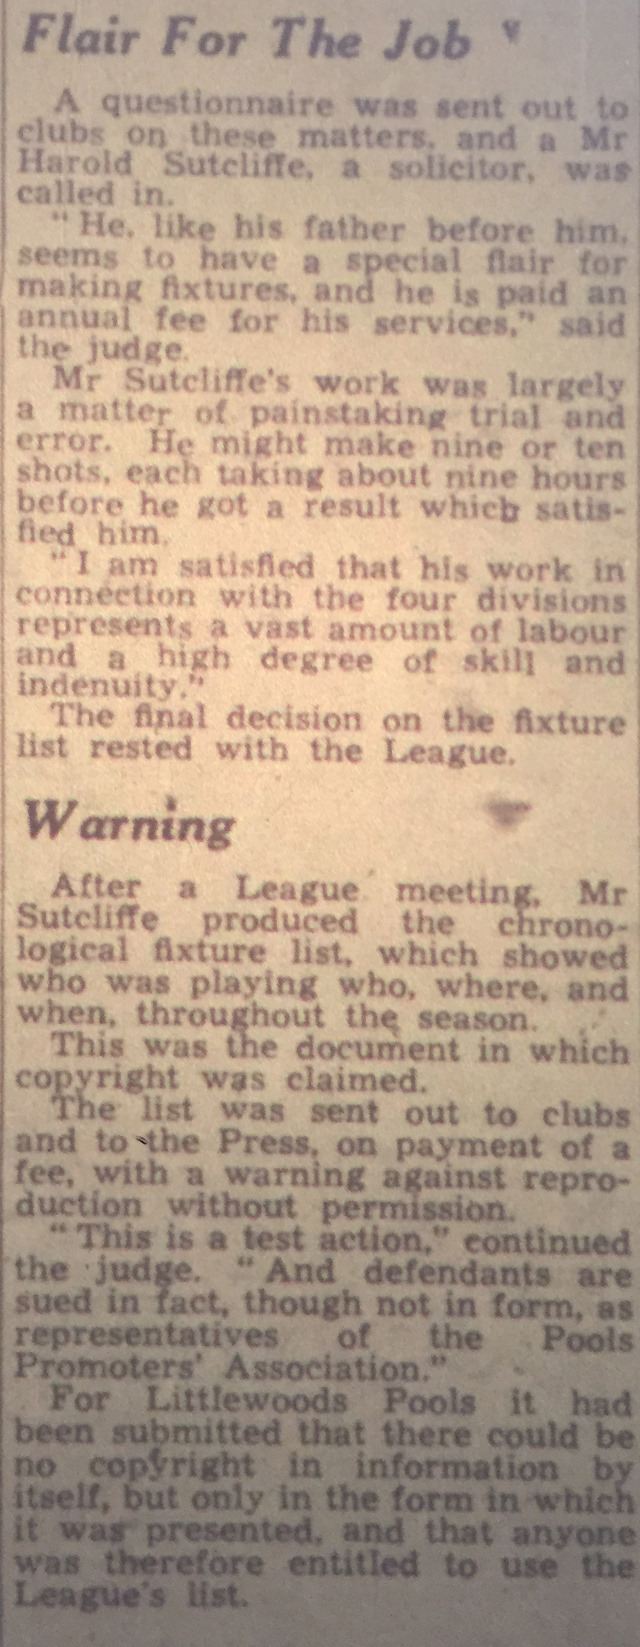 Flair For The Job
A questionnaire was sent out to
clubs on these matters, and a Mr
Harold Sutcliffe, a solicitor, was
called in.
"He, like his father before him,
seems to have a special flair for
making fixtures, and he is paid an
annual fee for his services," said
the judge.
Mr Sutcliffe's work was largely
a matter of painstaking trial and
error. He might make nine or ten
shots, each taking about nine hours
before he got a result which satis-
fied him.
"I am satisfied that his work in
connection with the four divisions
represents a vast amount of labour
and a high degree of skill and
indenuity."
The final decision on the fixture
list rested with the League.
Warning
After a League meeting, Mr
Sutcliffe produced the chrono-
logical fixture list, which showed
who was playing who, where, and
when, throughout the season.
This was the document in which
copyright was claimed.
The list was sent out to clubs
and to the Press, on payment of a
fee, with a warning against repro-
duction without permission.
"This is a test action," continued
the judge. "And defendants are
sued in fact, though not in form, as
representatives of the Pools
Promoters' Association."
For Littlewoods Pools it had
been submitted that there could be
no copyright in information by
itself, but only in the form in which
it was presented, and that anyone
was therefore entitled to use the
League's list.